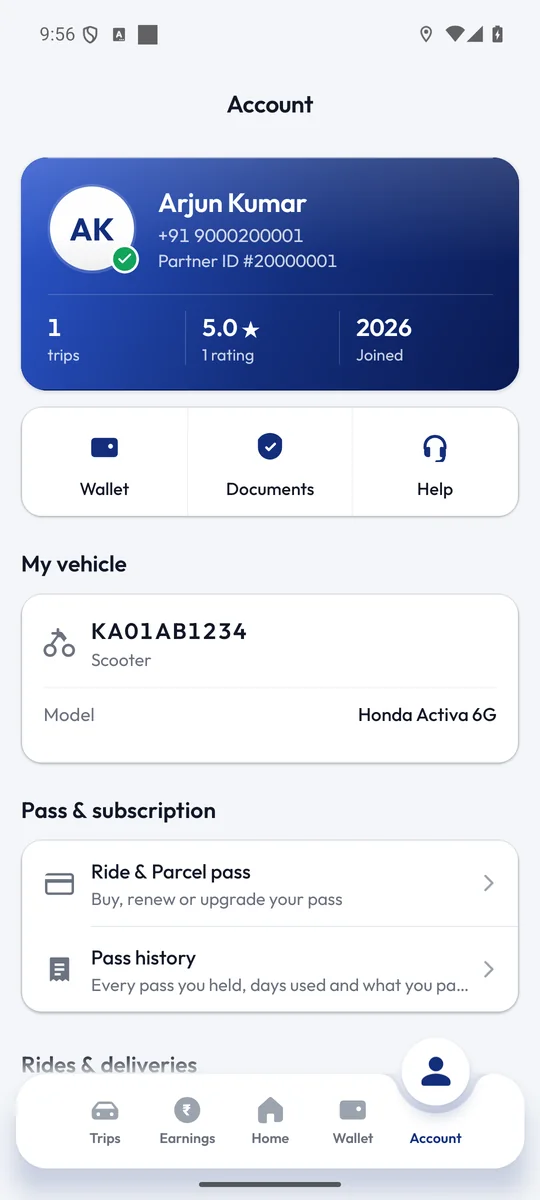 9:56
Account
AK
Arjun Kumar
+91 9000200001
Partner ID #20000001
1
trips
5.0 ★
1 rating
2026
Joined
Wallet
Documents
Help
My vehicle
KA01AB1234
Scooter
Model
Honda Activa 6G
Pass & subscription
Ride & Parcel pass
Buy, renew or upgrade your pass
Pass history
Every pass you held, days used and what you pa...
Rides & deliveries
Trips
Earnings
Home
Wallet
Account